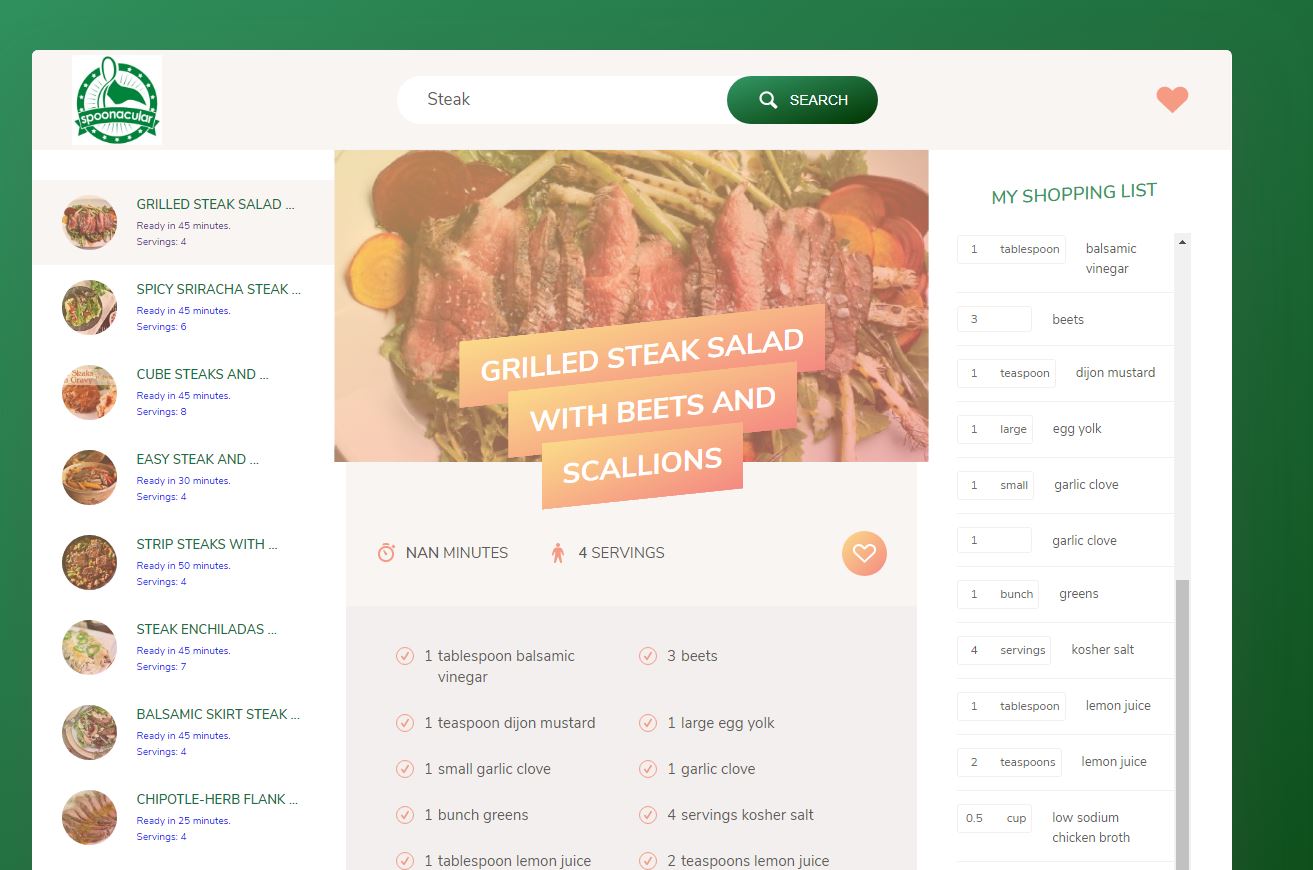 spoonacular
Steak
SEARCH
GRILLED STEAK SALAD ...
Ready in 45 minutes.
Servings: 4
SPICY SRIRACHA STEAK ...
Ready in 45 minutes.
Servings: 6
Steaks
Gravy
CUBE STEAKS AND ...
Ready in 45 minutes.
Servings: 8
EASY STEAK AND ...
Ready in 30 minutes.
Servings: 4
STRIP STEAKS WITH ...
Ready in 50 minutes.
Servings: 4
STEAK ENCHILADAS ...
Ready in 45 minutes.
Servings: 7
BALSAMIC SKIRT STEAK ...
Ready in 45 minutes.
Servings: 4
CHIPOTLE-HERB FLANK ...
Ready in 25 minutes.
Servings: 4
GRILLED STEAK SALAD
WITH BEETS AND
SCALLIONS
NAN MINUTES
4 SERVINGS
1 tablespoon balsamic
vinegar
3 beets
1 teaspoon dijon mustard
1 large egg yolk
1 small garlic clove
1 garlic clove
1 bunch greens
4 servings kosher salt
1 tablespoon lemon juice
2 teaspoons lemon juice
MY SHOPPING LIST
1 tablespoon balsamic
vinegar
3 beets
1 teaspoon dijon mustard
1 large egg yolk
1 small garlic clove
1 garlic clove
1 bunch greens
4 servings kosher salt
1 tablespoon lemon juice
2 teaspoons lemon juice
0.5 cup low sodium
chicken broth